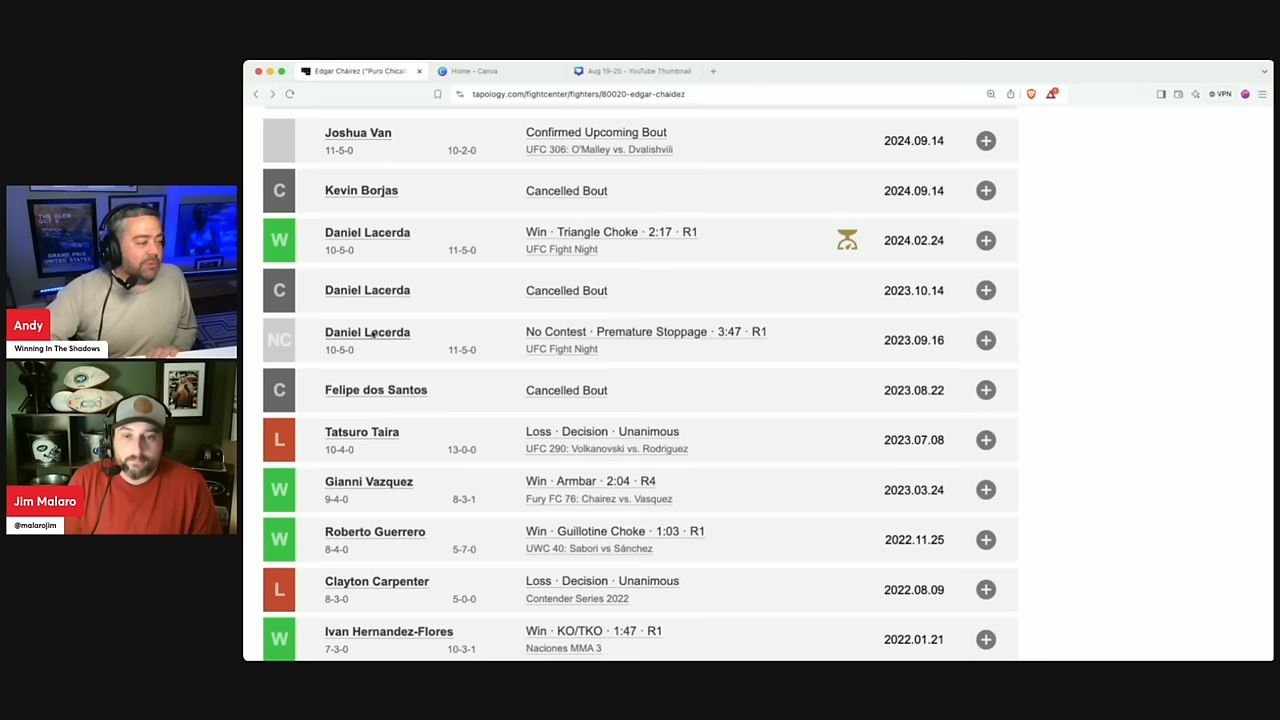 Edgar Cháirez ("Puro Chicali
Home - Canva
Aug 19-25 - YouTube Thumbnail
tapology.com/fightcenter/fighters/80020-edgar-chaidez
VPN
Joshua Van
Confirmed Upcoming Bout
2024.09.14
11-5-0
10-2-0
UFC 306: O'Malley vs. Dvalishvili
C
Kevin Borjas
Cancelled Bout
2024.09.14
W
Daniel Lacerda
Win · Triangle Choke · 2:17 · R1
2024.02.24
10-5-0
11-5-0
UFC Fight Night
C
Daniel Lacerda
Cancelled Bout
2023.10.14
NC
Daniel Lacerda
No Contest · Premature Stoppage · 3:47 · R1
2023.09.16
10-5-0
11-5-0
UFC Fight Night
C
Felipe dos Santos
Cancelled Bout
2023.08.22
L
Tatsuro Taira
Loss · Decision · Unanimous
2023.07.08
10-4-0
13-0-0
UFC 290: Volkanovski vs. Rodriguez
W
Gianni Vazquez
Win · Armbar · 2:04 · R4
2023.03.24
9-4-0
8-3-1
Fury FC 76: Chairez vs. Vasquez
W
Roberto Guerrero
Win · Guillotine Choke · 1:03 · R1
2022.11.25
8-4-0
5-7-0
UWC 40: Sabori vs Sánchez
L
Clayton Carpenter
Loss · Decision · Unanimous
2022.08.09
8-3-0
5-0-0
Contender Series 2022
W
Ivan Hernandez-Flores
Win · KO/TKO · 1:47 · R1
2022.01.21
7-3-0
10-3-1
Naciones MMA 3
THE GLEN
GRAND PRIX
UNITED STATES
Andy
Winning In The Shadows
Jim Malaro
@malarojim